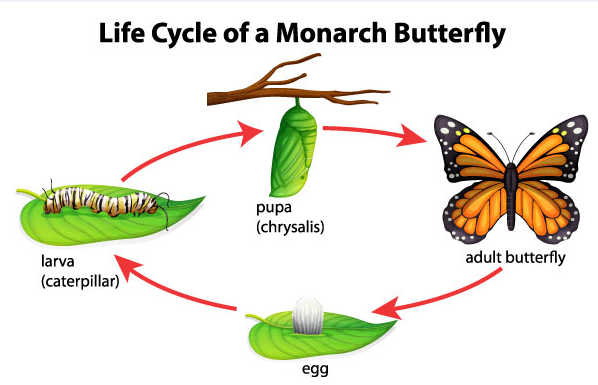 Life Cycle of a Monarch Butterfly
pupa
(chrysalis)
adult butterfly
larva
(caterpillar)
egg